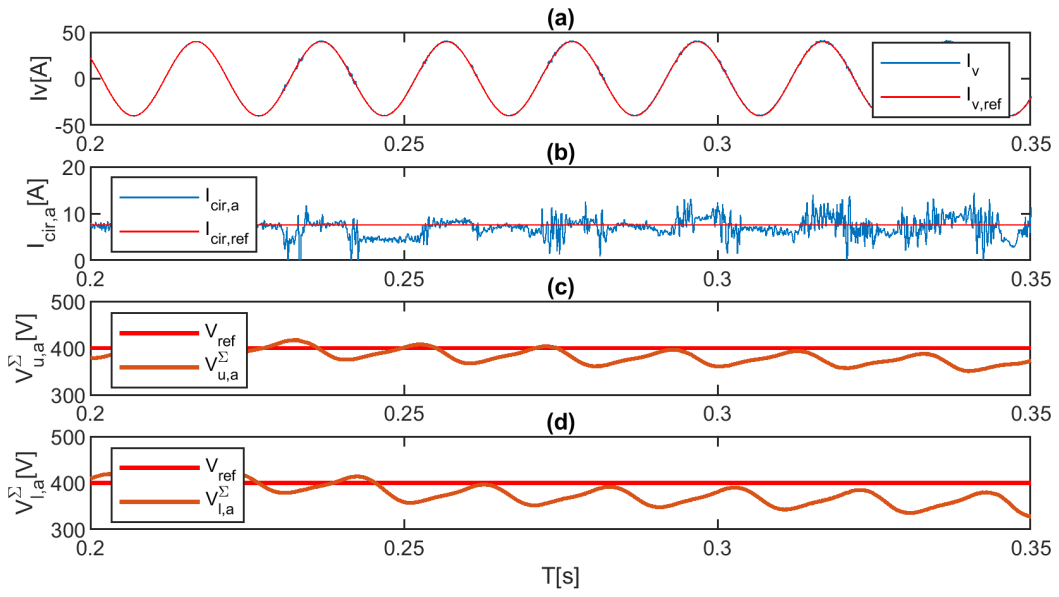 (a)
Iv[A]
50
0
-50
I_v
I_v,ref
0.2
0.25
0.3
0.35
(b)
I_cir,a[A]
20
10
0
I_cir,a
I_cir,ref
0.2
0.25
0.3
0.35
(c)
V^Σ_u,a[V]
500
400
300
V_ref
V^Σ_u,a
0.2
0.25
0.3
0.35
(d)
V^Σ_l,a[V]
500
400
300
V_ref
V^Σ_l,a
0.2
0.25
0.3
0.35
T[s]